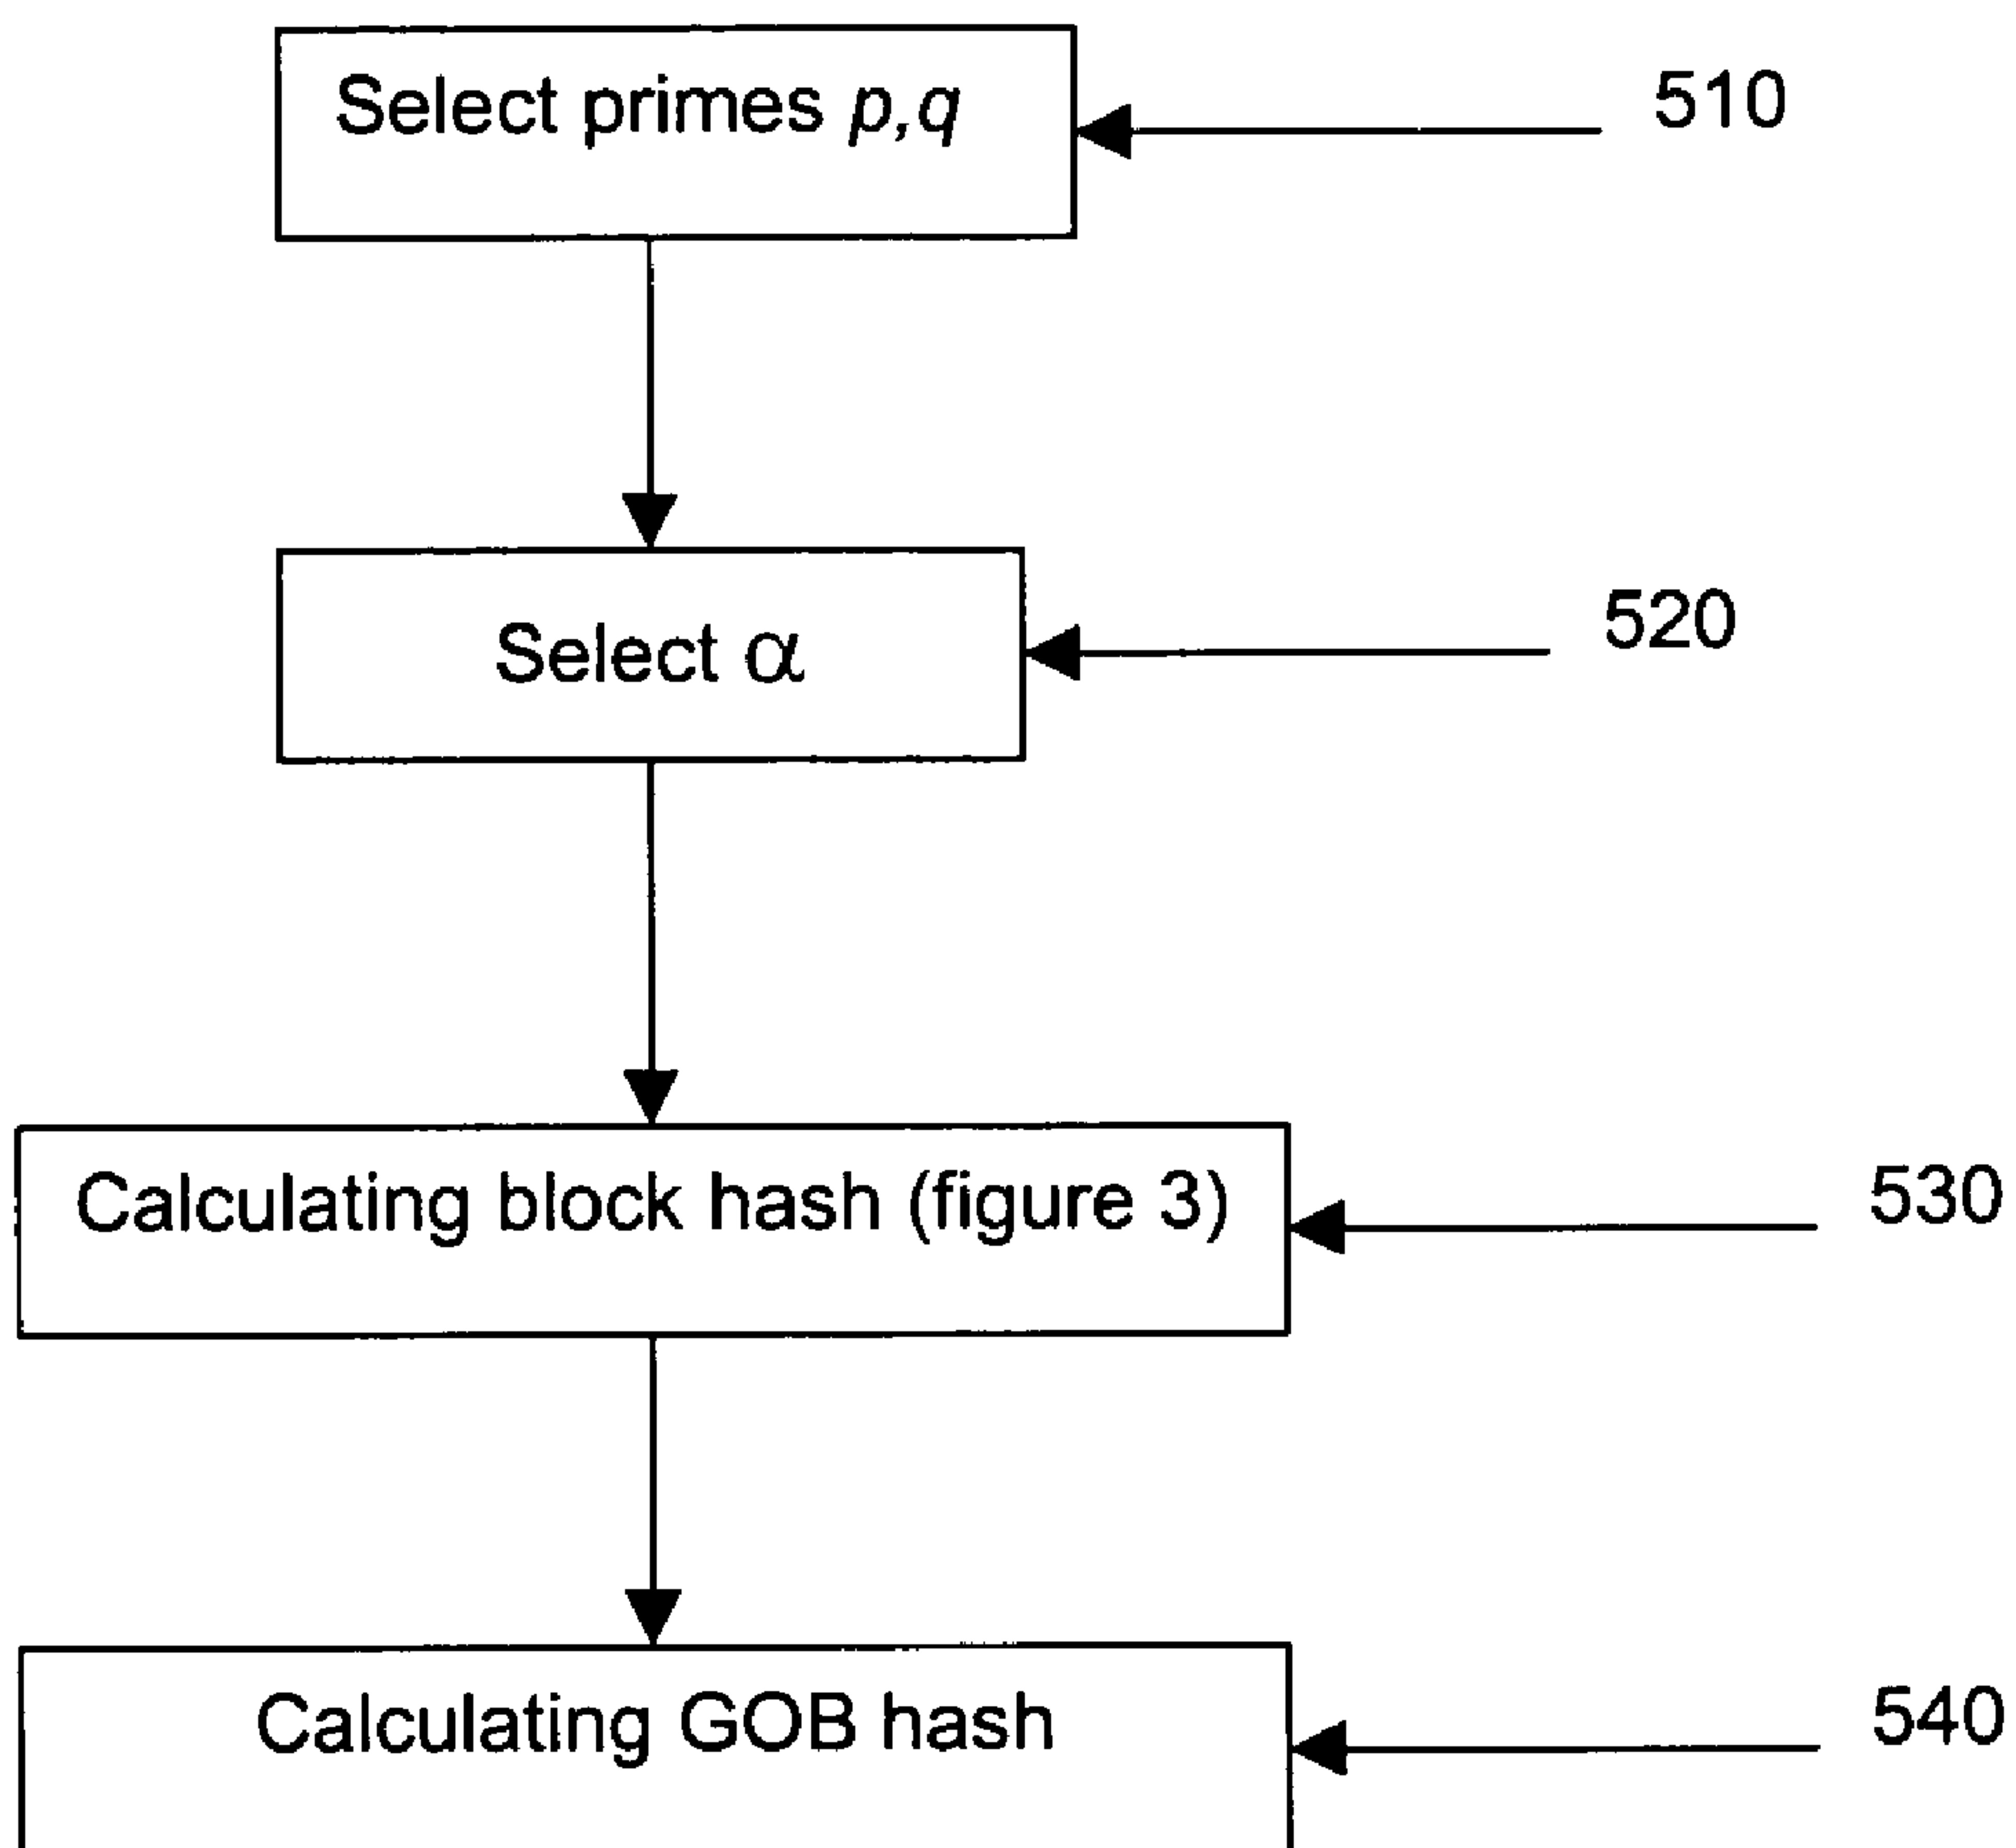 Select primes p,q
510
Select α
520
Calculating block hash (figure 3)
530
Calculating GOB hash
540